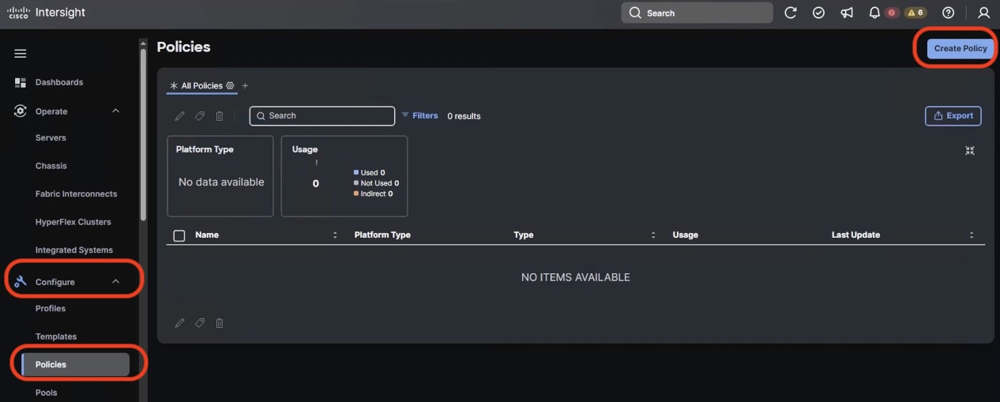 CISCO Intersight
Search
6
Policies
Create Policy
Dashboards
Operate
Servers
Chassis
Fabric Interconnects
HyperFlex Clusters
Integrated Systems
Configure
Profiles
Templates
Policies
Pools
All Policies +
Search Filters 0 results
Export
Platform Type
No data available
Usage
0
Used 0
Not Used 0
Indirect 0
Name Platform Type Type Usage Last Update
NO ITEMS AVAILABLE